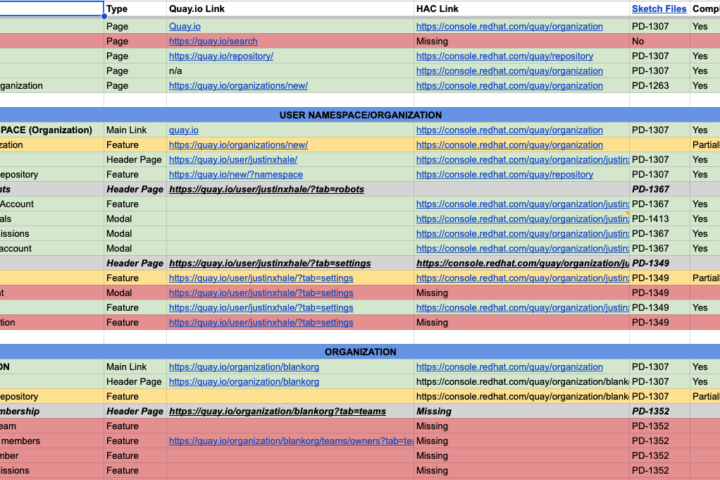 Type Quay.io Link HAC Link Sketch Files Compl
Page Quay.io https://console.redhat.com/quay/organization PD-1307 Yes
Page https://quay.io/search Missing No
Page https://quay.io/repository/ https://console.redhat.com/quay/repository PD-1307 Yes
Page n/a https://console.redhat.com/quay/organization PD-1307 Yes
rganization Page https://quay.io/organizations/new/ https://console.redhat.com/quay/organization PD-1263 Yes
USER NAMESPACE/ORGANIZATION
PACE (Organization) Main Link quay.io https://console.redhat.com/quay/organization PD-1307 Yes
zation Feature https://quay.io/organizations/new/ https://console.redhat.com/quay/organization Partial
Header Page https://quay.io/user/justinxhale/ https://console.redhat.com/quay/organization/justin PD-1307 Yes
epository Feature https://quay.io/new/?namespace https://console.redhat.com/quay/repository PD-1307 Yes
nts Header Page https://quay.io/user/justinxhale/?tab=robots PD-1367
Account Feature https://console.redhat.com/quay/organization/justin PD-1367 Yes
als Modal https://console.redhat.com/quay/organization/justin PD-1413 Yes
issions Modal https://console.redhat.com/quay/organization/justin PD-1367 Yes
account Modal https://console.redhat.com/quay/organization/justin PD-1367 Yes
Header Page https://quay.io/user/justinxhale/?tab=settings https://console.redhat.com/quay/organization/ju PD-1349
Feature https://quay.io/user/justinxhale/?tab=settings https://console.redhat.com/quay/organization/justin PD-1349 Partial
nt Modal https://quay.io/user/justinxhale/?tab=settings Missing PD-1349
Feature https://quay.io/user/justinxhale/?tab=settings https://console.redhat.com/quay/organization/justin PD-1349 Yes
tion Feature https://quay.io/user/justinxhale/?tab=settings Missing PD-1349
ORGANIZATION
ON Main Link https://quay.io/organization/blankorg https://console.redhat.com/quay/organization PD-1307 Yes
Header Page https://quay.io/organization/blankorg https://console.redhat.com/quay/organization/blank PD-1307 Yes
epository Feature https://console.redhat.com/quay/organization/blank PD-1307 Partial
mbership Header Page https://quay.io/organization/blankorg?tab=teams Missing PD-1352
eam Feature Missing PD-1352
members Feature https://quay.io/organization/blankorg/teams/owners?tab=tea Missing PD-1352
mber Feature Missing PD-1352
issions Feature Missing PD-1352